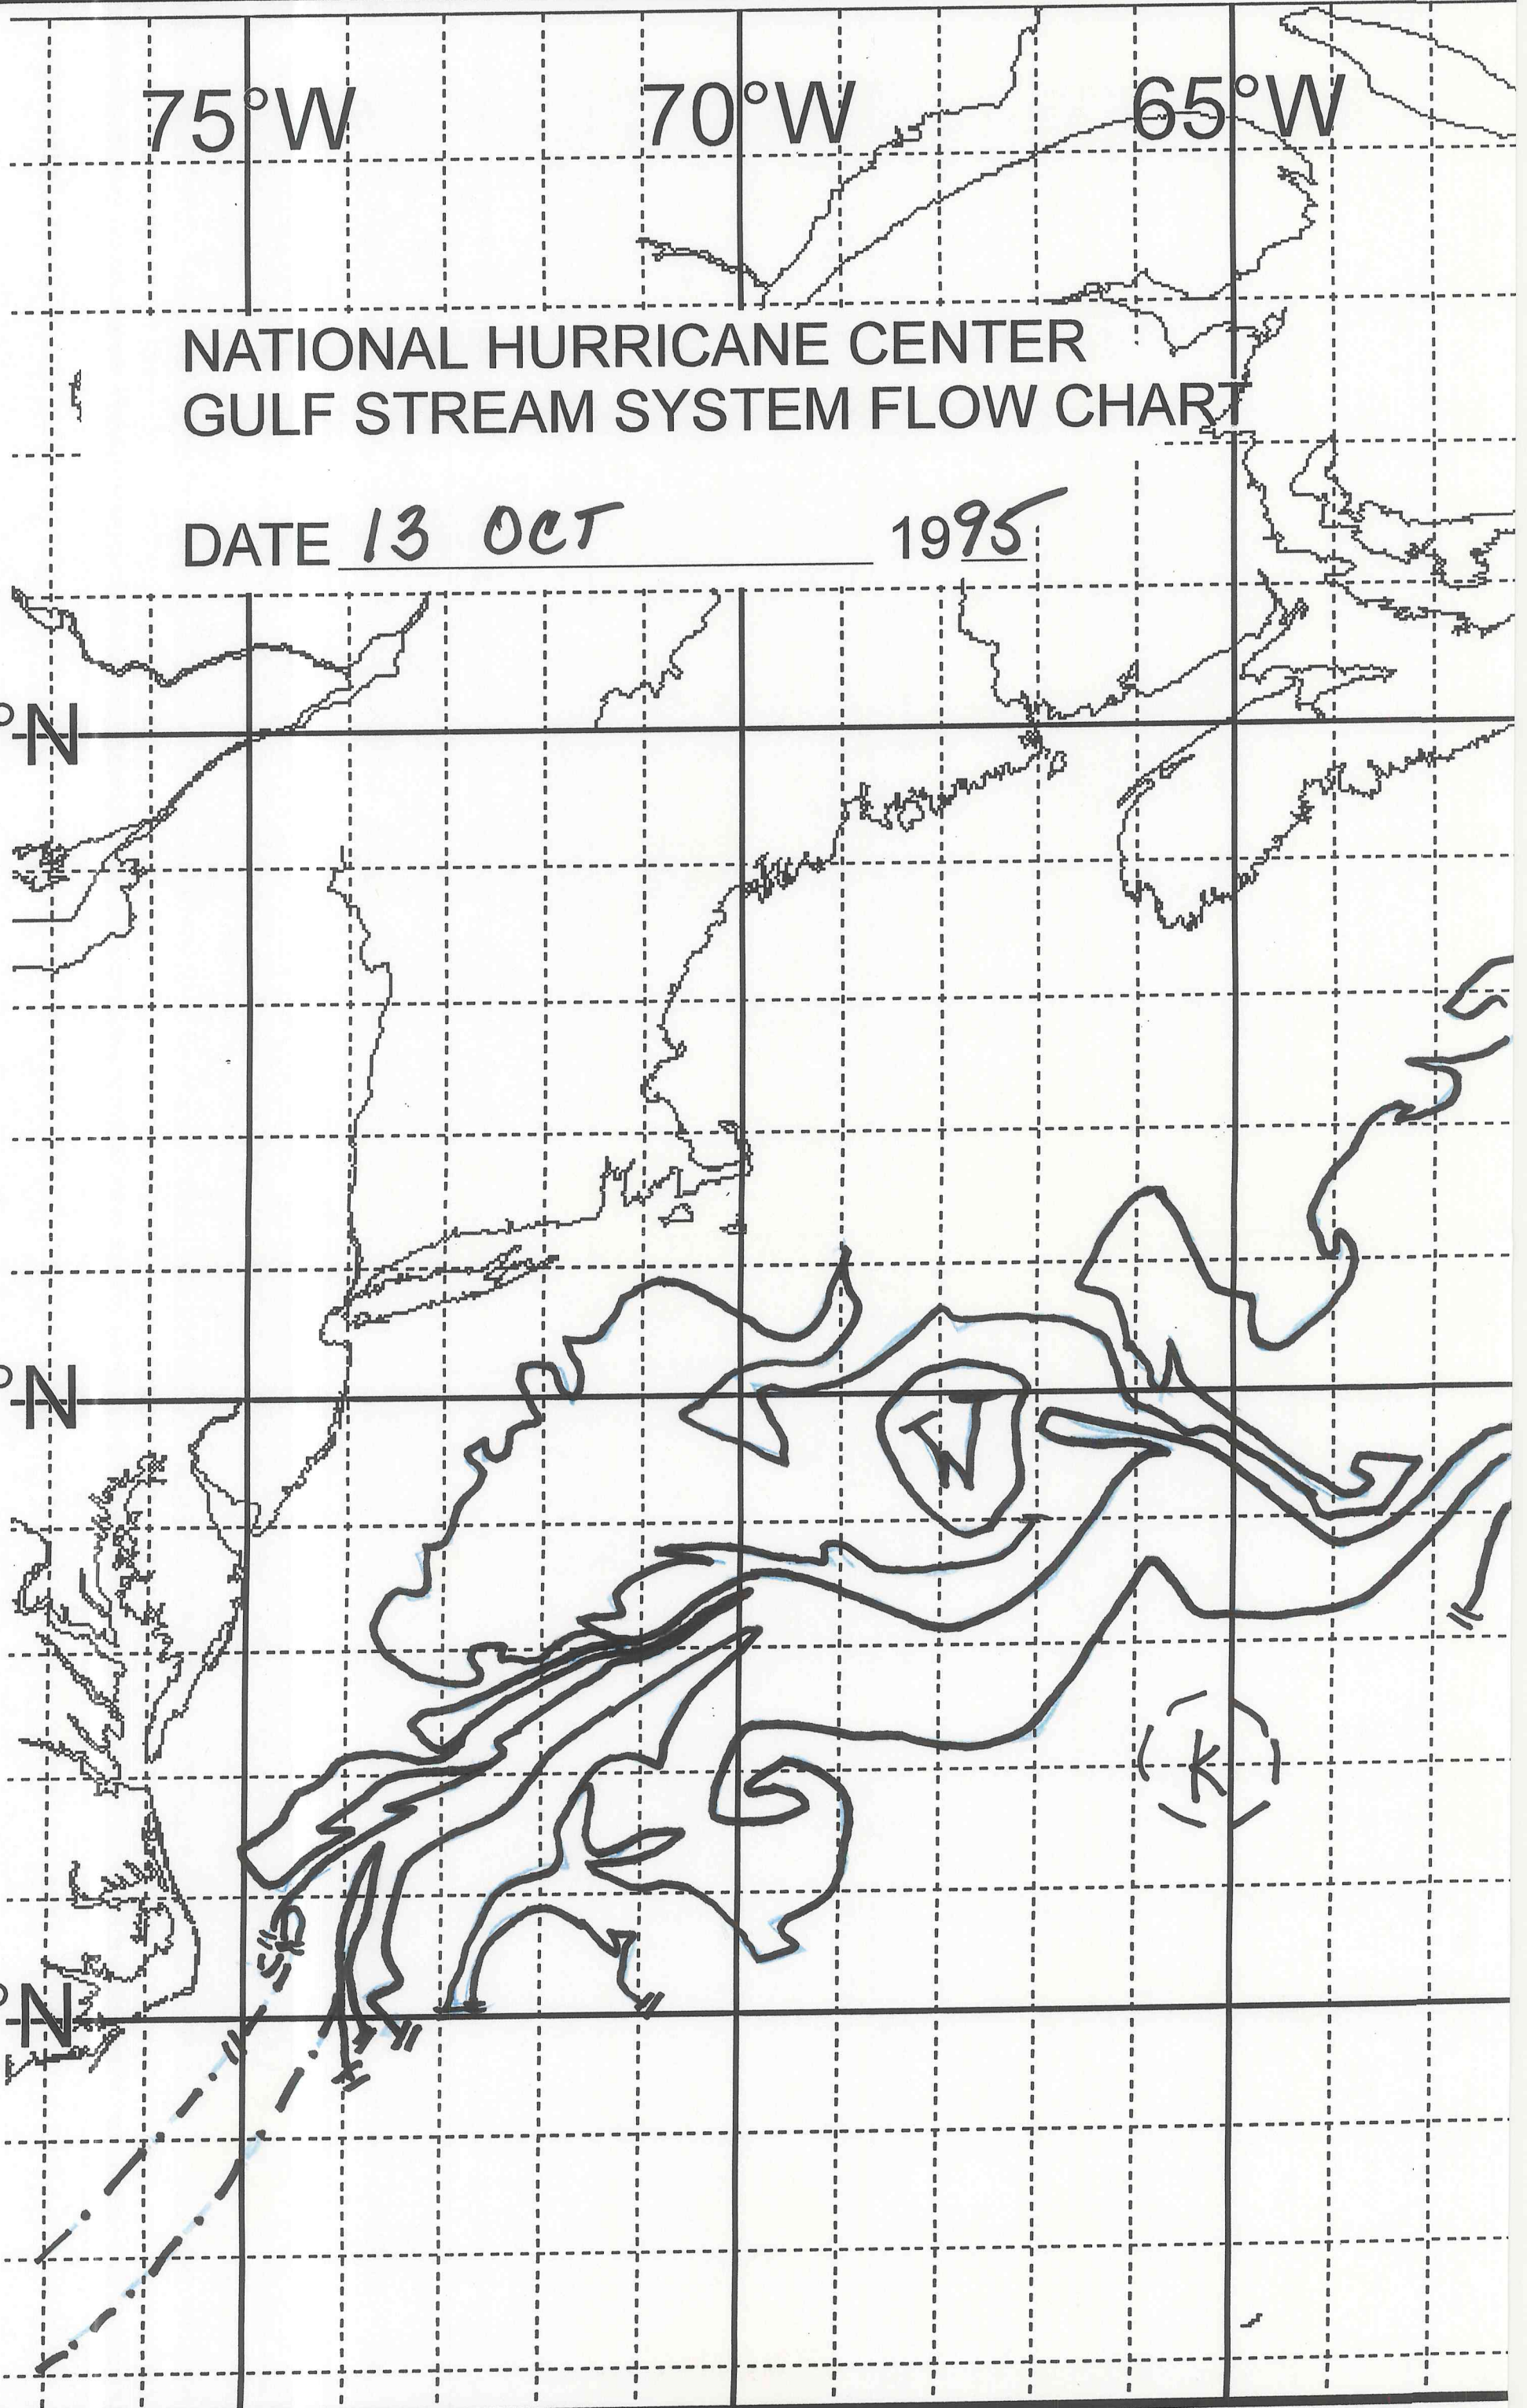 75°W 70°W 65°W
NATIONAL HURRICANE CENTER
GULF STREAM SYSTEM FLOW CHART
DATE 13 OCT 1995
°N
°N
K
°N